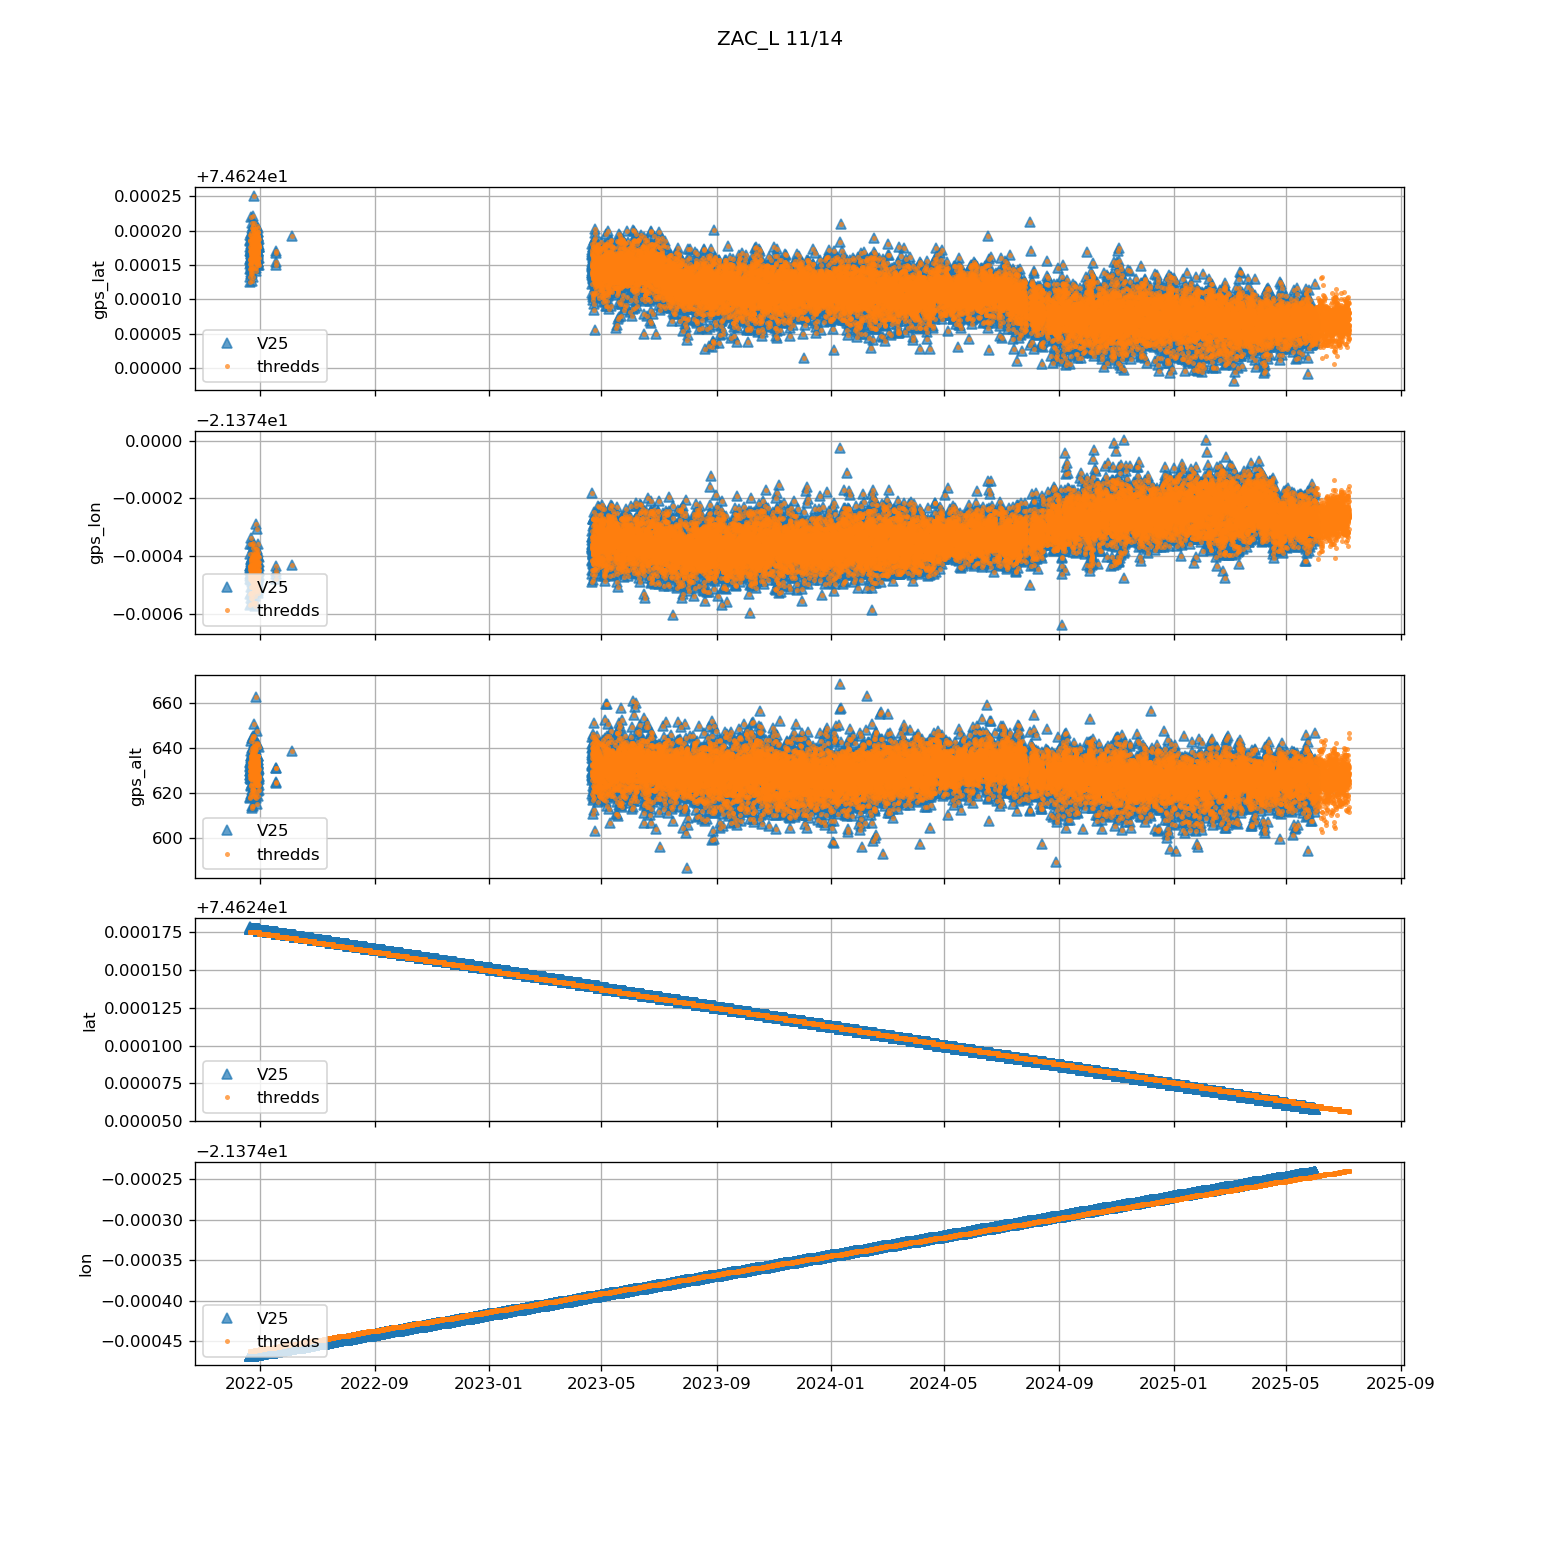 ZAC_L 11/14
+7.4624e1
0.00025
0.00020
0.00015
0.00010
0.00005
0.00000
gps_lat
V25
thredds
−2.1374e1
0.0000
−0.0002
−0.0004
−0.0006
gps_lon
V25
thredds
660
640
620
600
gps_alt
V25
thredds
+7.4624e1
0.000175
0.000150
0.000125
0.000100
0.000075
0.000050
lat
V25
thredds
−2.1374e1
−0.00025
−0.00030
−0.00035
−0.00040
−0.00045
lon
V25
thredds
2022-05 2022-09 2023-01 2023-05 2023-09 2024-01 2024-05 2024-09 2025-01 2025-05 2025-09